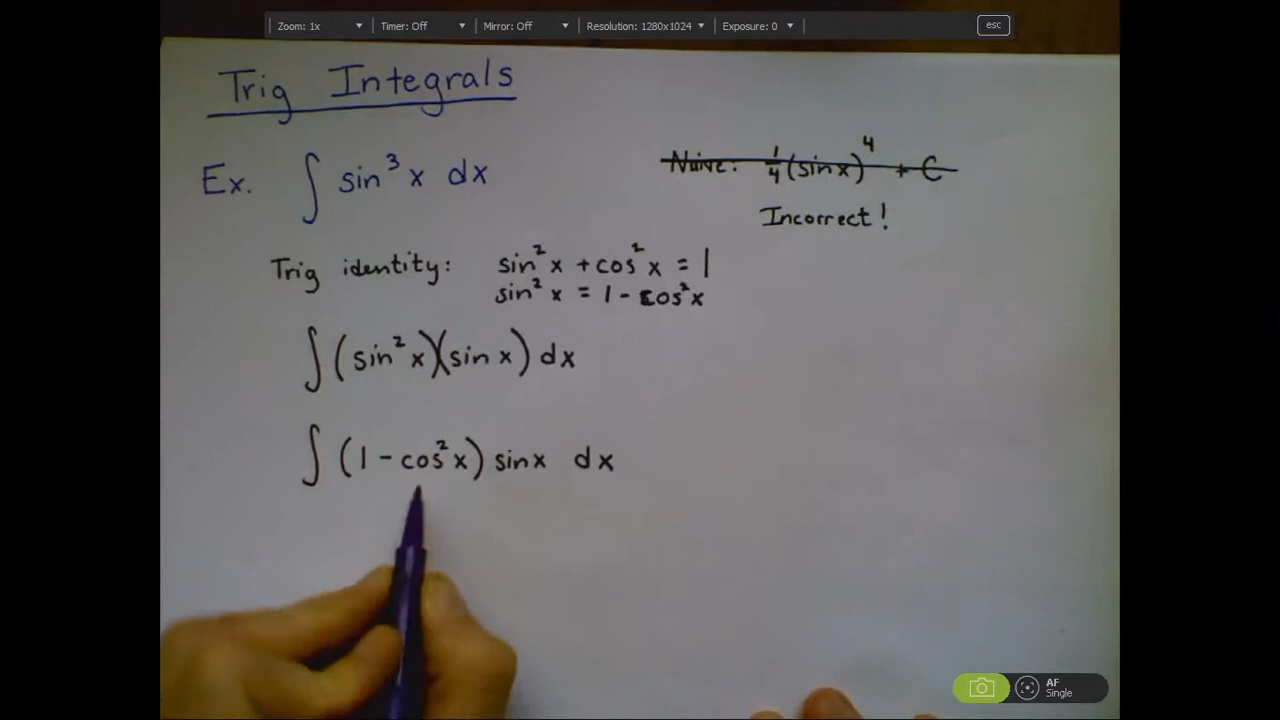 Zoom: 1x Timer: Off Mirror: Off Resolution: 1280x1024 Exposure: 0 esc
Trig Integrals
Ex. ∫ sin³ x dx
Naive: 1/4 (sin x)⁴ + C
Incorrect!
Trig identity: sin² x + cos² x = 1
sin² x = 1 - cos² x
∫ (sin² x)(sin x) dx
∫ (1 - cos² x) sin x dx
AF
Single